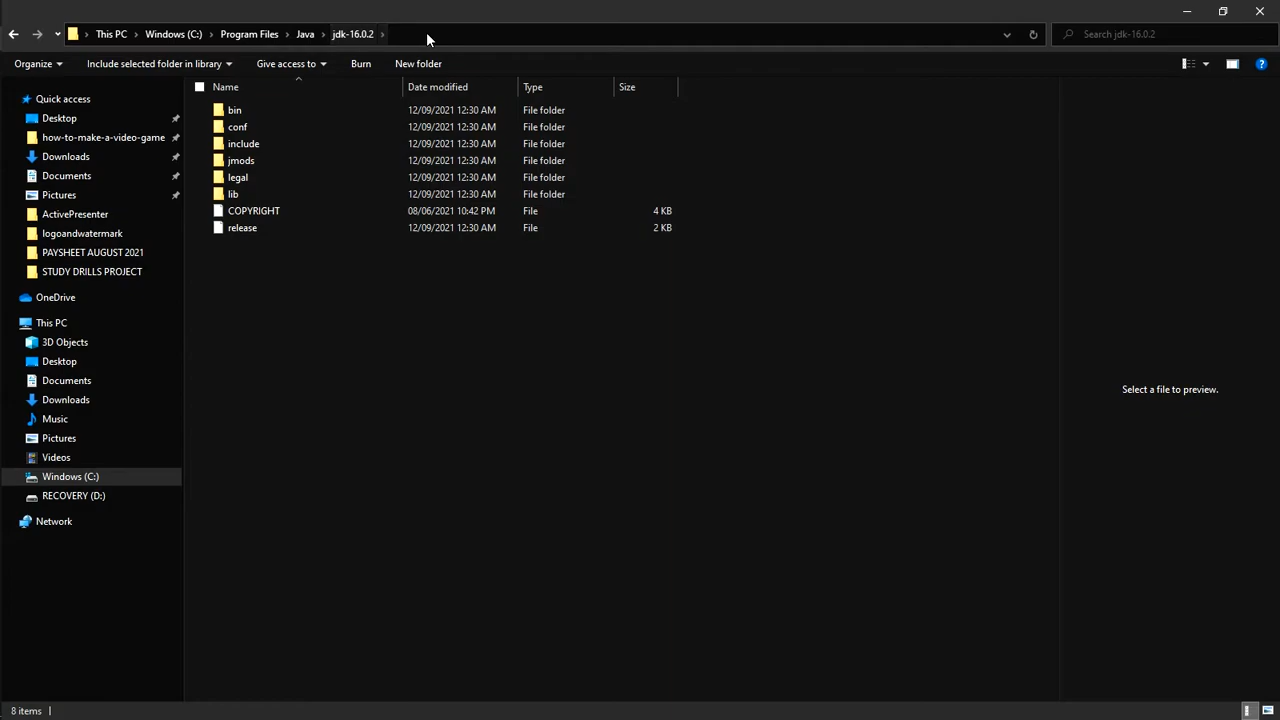 This PC > Windows (C:) > Program Files > Java > jdk-16.0.2 >
Search jdk-16.0.2
Organize Include selected folder in library Give access to Burn New folder
Name Date modified Type Size
bin 12/09/2021 12:30 AM File folder
conf 12/09/2021 12:30 AM File folder
include 12/09/2021 12:30 AM File folder
jmods 12/09/2021 12:30 AM File folder
legal 12/09/2021 12:30 AM File folder
lib 12/09/2021 12:30 AM File folder
COPYRIGHT 08/06/2021 10:42 PM File 4 KB
release 12/09/2021 12:30 AM File 2 KB
Quick access
Desktop
how-to-make-a-video-game
Downloads
Documents
Pictures
ActivePresenter
logoandwatermark
PAYSHEET AUGUST 2021
STUDY DRILLS PROJECT
OneDrive
This PC
3D Objects
Desktop
Documents
Downloads
Music
Pictures
Videos
Windows (C:)
RECOVERY (D:)
Network
Select a file to preview.
8 items